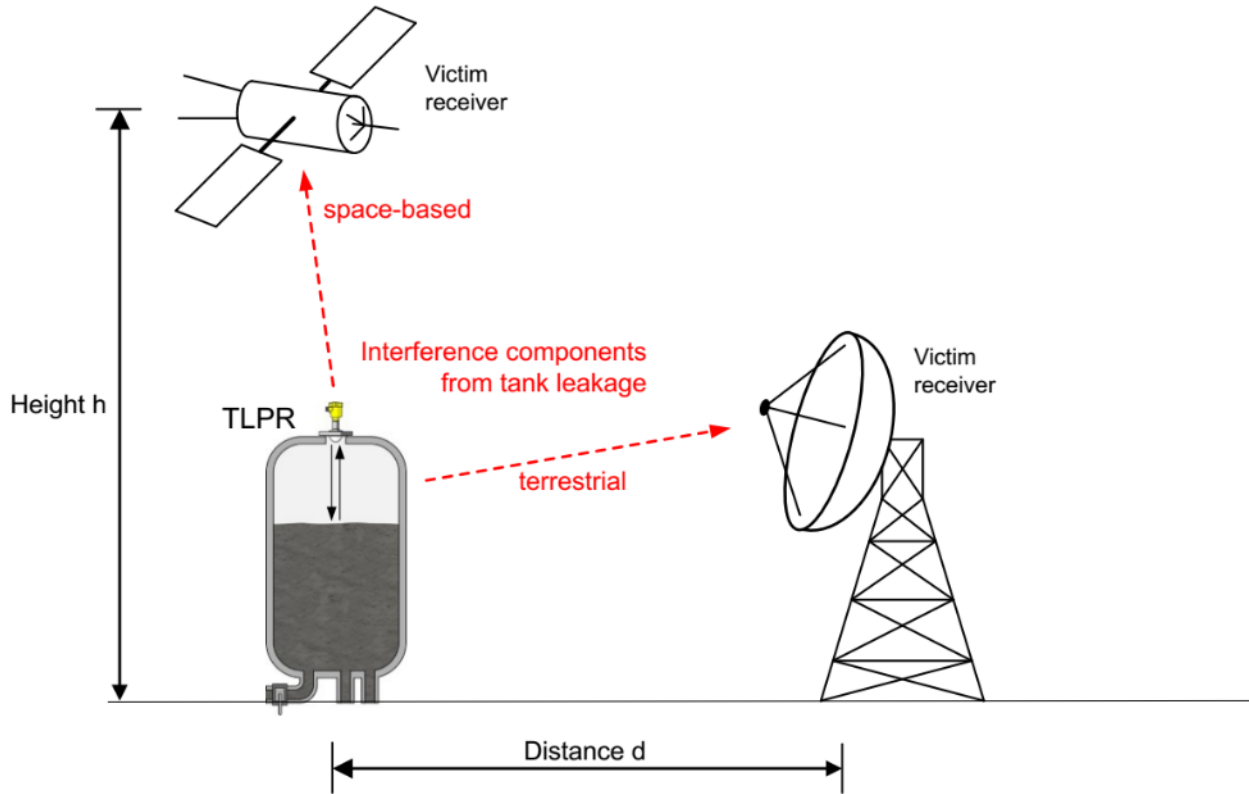 Victim
receiver
space-based
Interference components
from tank leakage
Victim
receiver
Height h
TLPR
terrestrial
Distance d